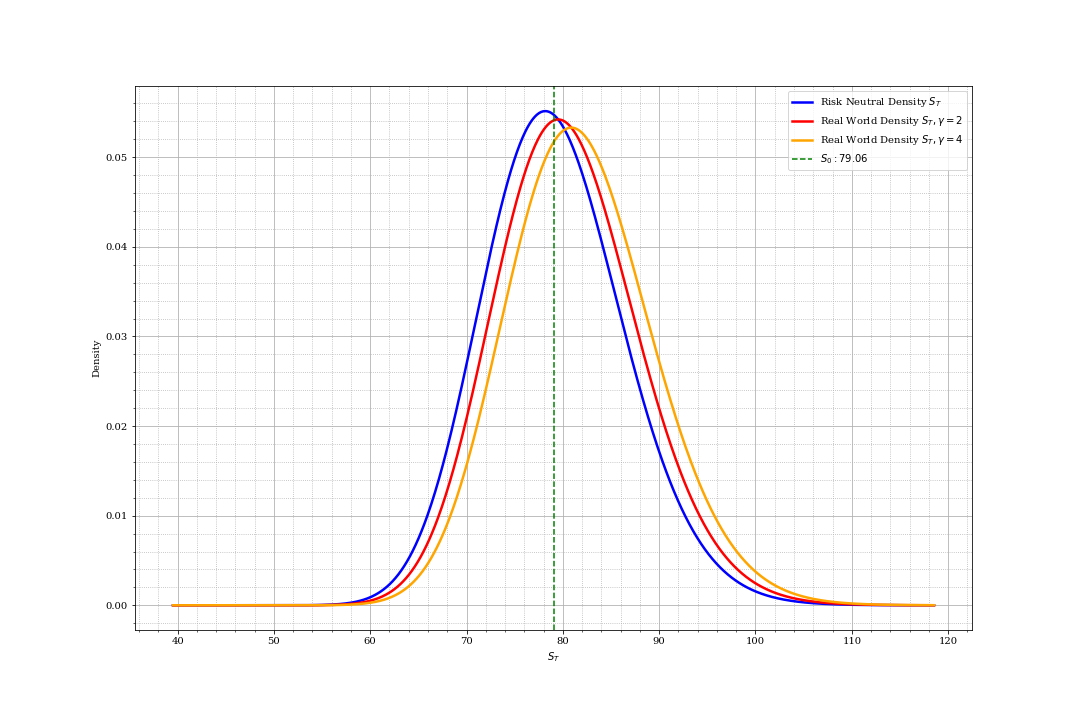 Risk Neutral Density S_T
Real World Density S_T, γ = 2
Real World Density S_T, γ = 4
S_0 : 79.06
0.05
0.04
0.03
0.02
0.01
0.00
Density
40 50 60 70 80 90 100 110 120
S_T